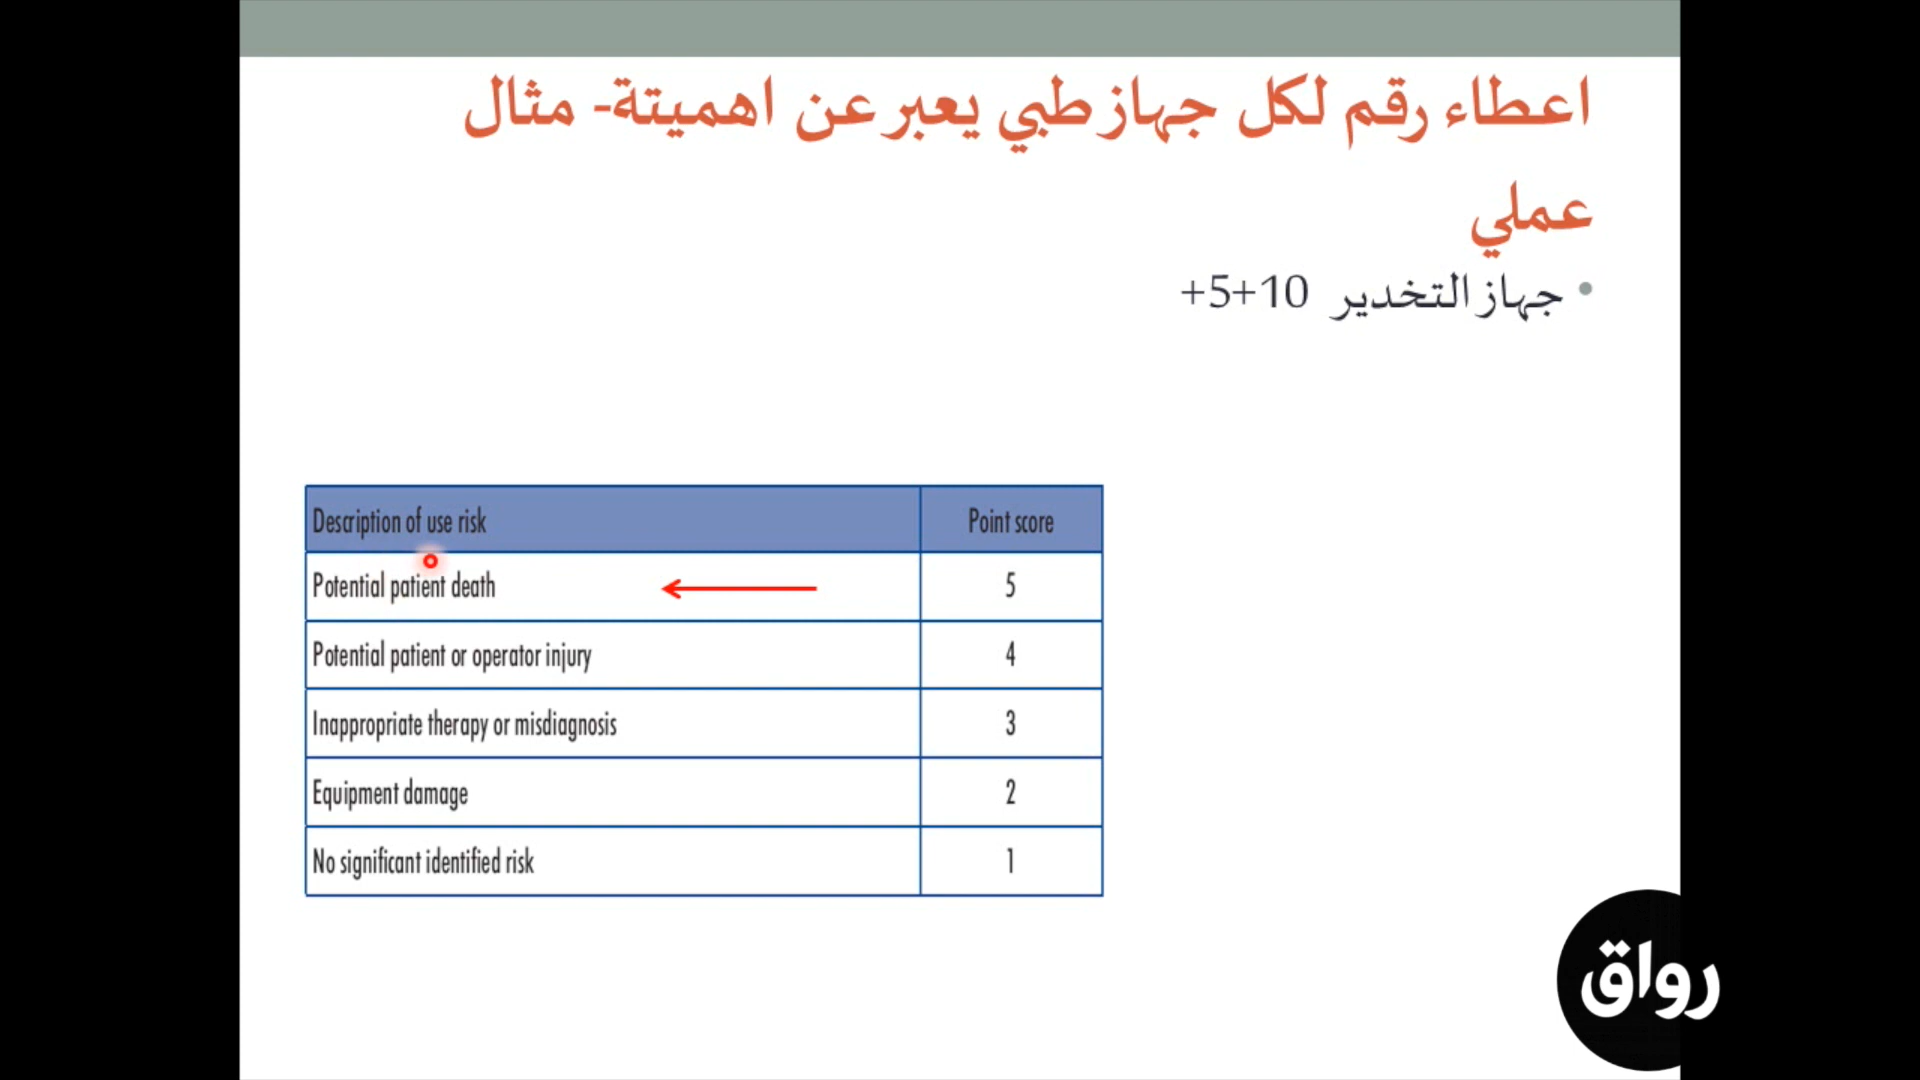 اعطاء رقم لكل جهاز طبي يعبر عن اهميتة- مثال
عملي
• جهاز التخدير 10+5+
Description of use risk Point score
Potential patient death 5
Potential patient or operator injury 4
Inappropriate therapy or misdiagnosis 3
Equipment damage 2
No significant identified risk 1
رواق